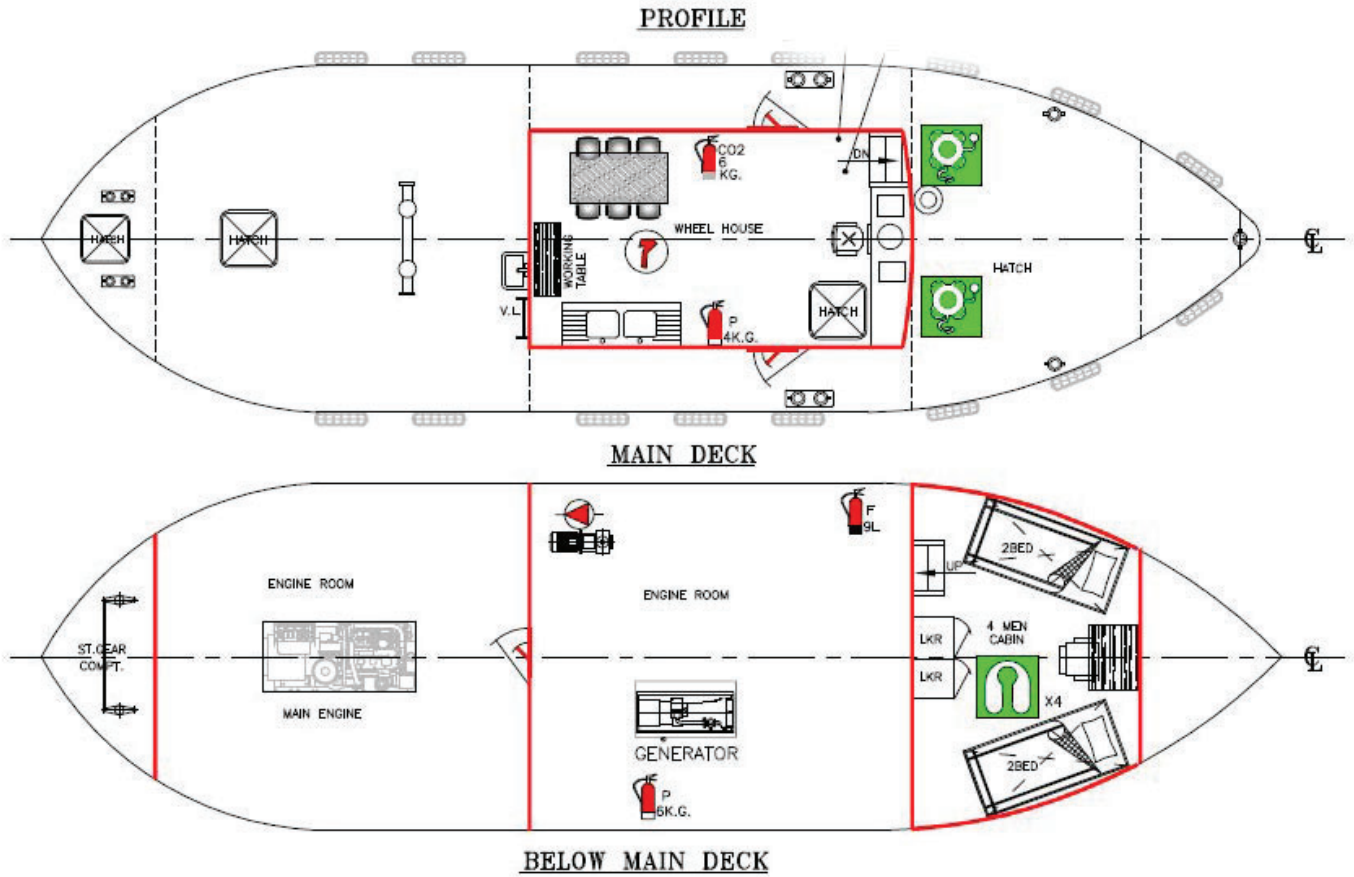 PROFILE
CO2
6
KG.
DN
HATCH
HATCH
WHEEL HOUSE
WORKING
TABLE
HATCH
V.L
P
4K.G.
HATCH
℄
MAIN DECK
F
9L
2BED
UP
ENGINE ROOM
ENGINE ROOM
4 MEN
CABIN
LKR
ST.GEAR
COMPT.
LKR
X4
℄
MAIN ENGINE
GENERATOR
2BED
P
6K.G.
BELOW MAIN DECK